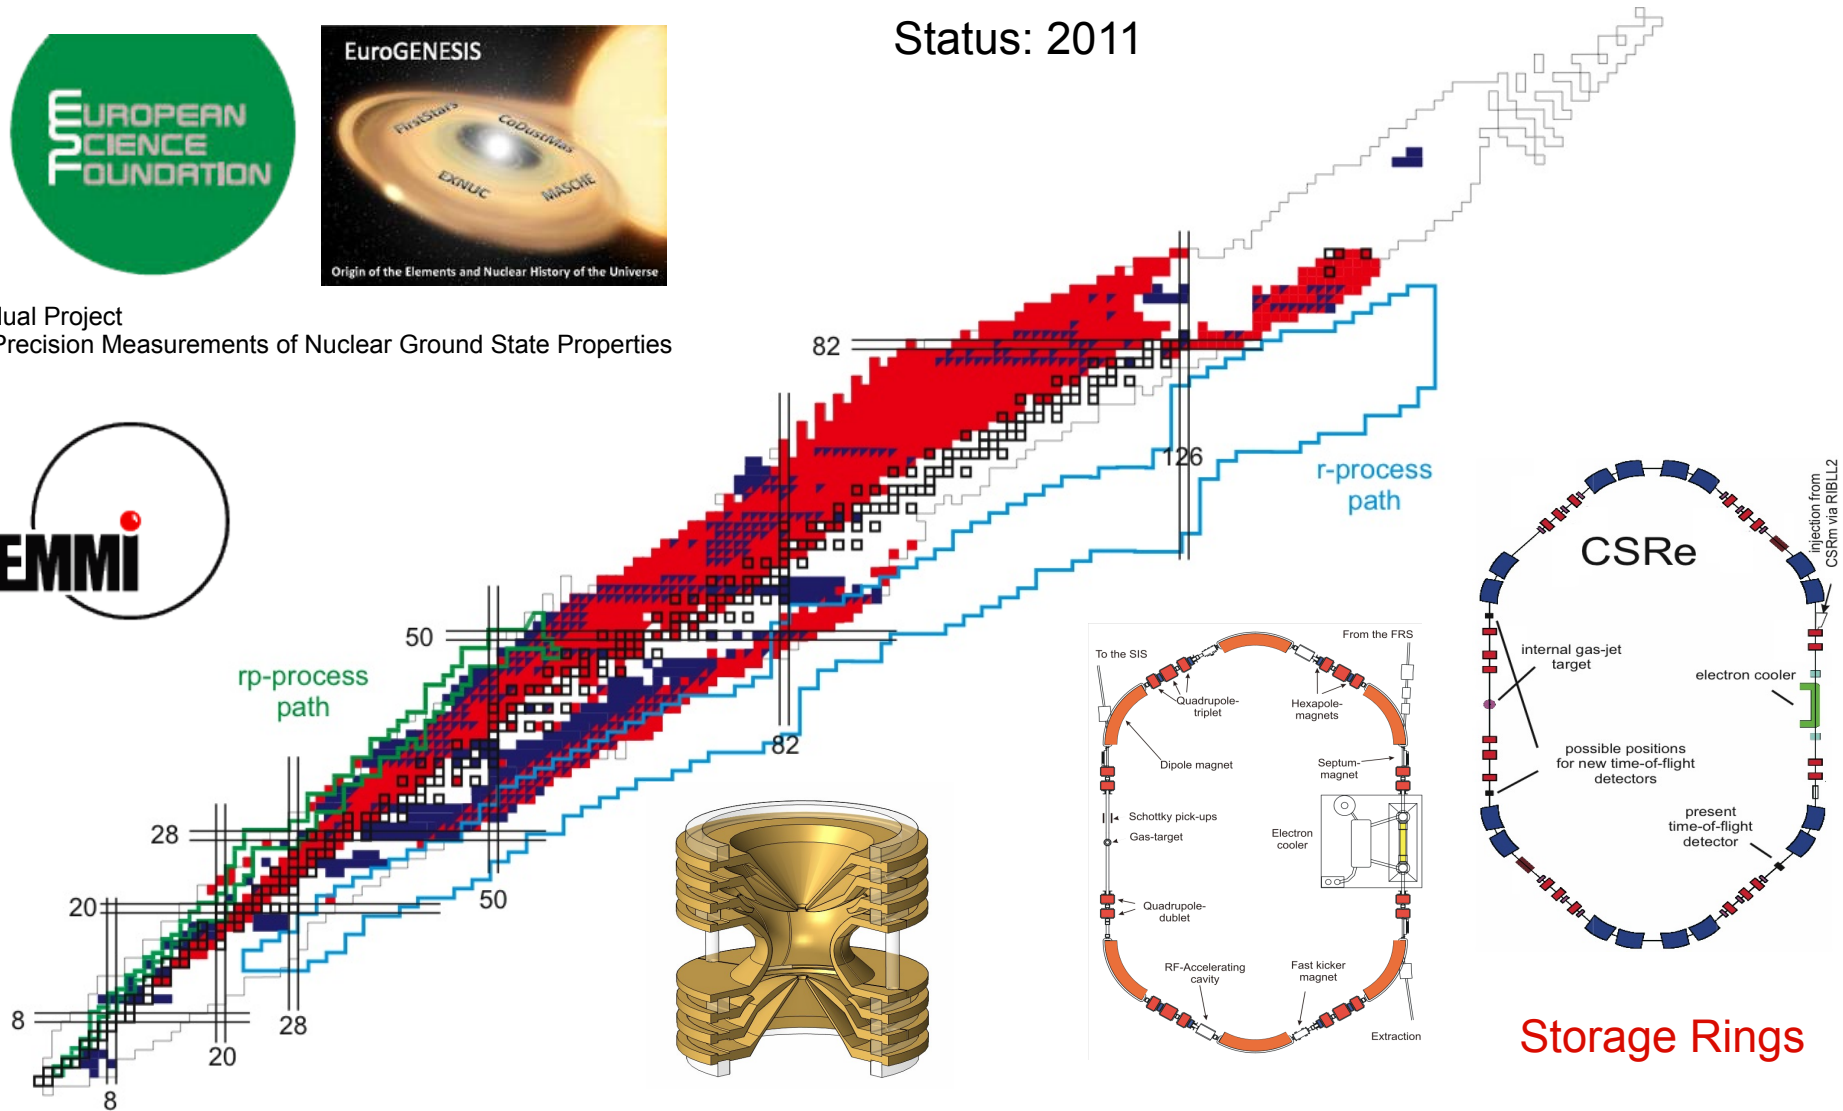 Status: 2011
EUROPEAN
SCIENCE
FOUNDATION
EuroGENESIS
FirstStars
CoDustMas
EXNUC
MASCHE
Origin of the Elements and Nuclear History of the Universe
dual Project
Precision Measurements of Nuclear Ground State Properties
EMMI
82
126
r-process
path
50
rp-process
path
82
28
50
20
28
8
20
8
To the SIS
From the FRS
Quadrupole-
triplet
Hexapole-
magnets
Dipole magnet
Septum-
magnet
Schottky pick-ups
Gas-target
Electron
cooler
Quadrupole-
dublet
RF-Accelerating
cavity
Fast kicker
magnet
Extraction
CSRe
injection from
CSRm via RIBLL2
internal gas-jet
target
electron cooler
possible positions
for new time-of-flight
detectors
present
time-of-flight
detector
Storage Rings